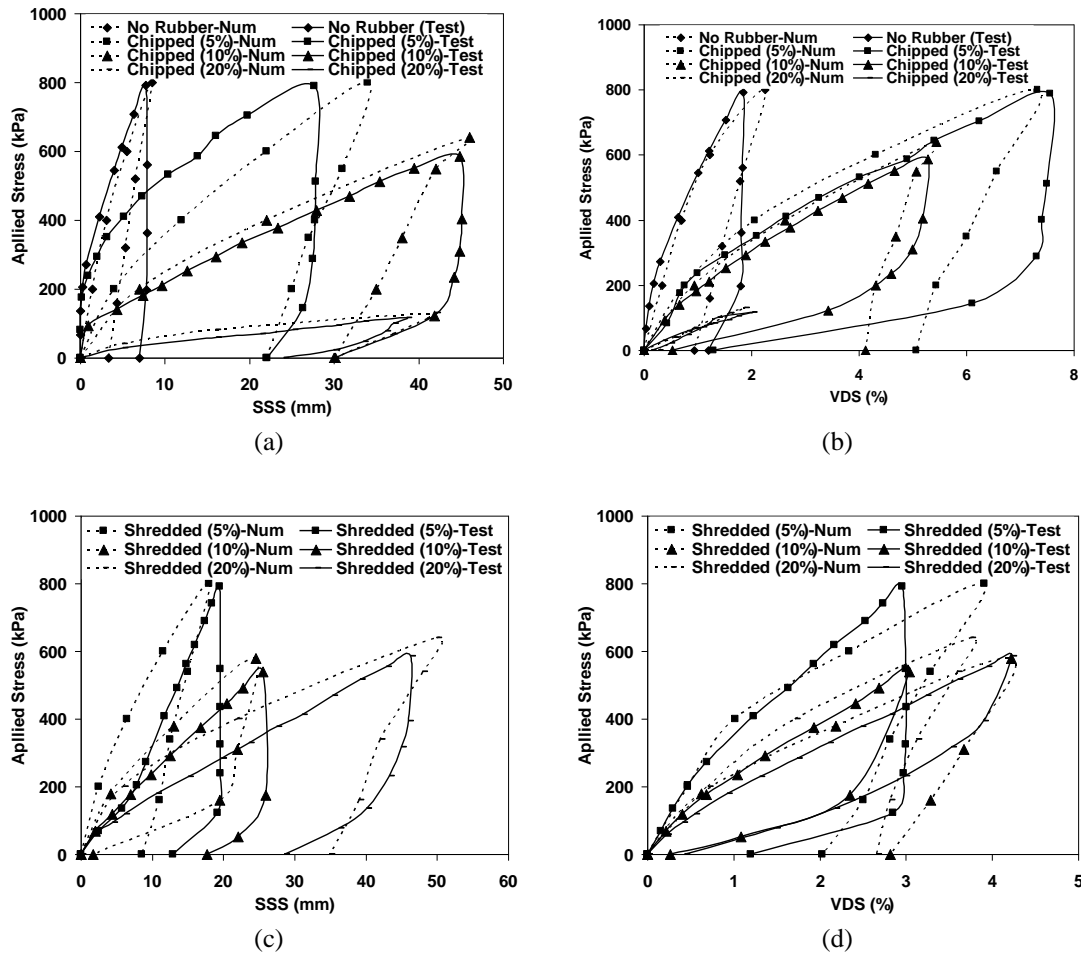 1000
No Rubber-Num
No Rubber (Test)
Chipped (5%)-Num
Chipped (5%)-Test
Chipped (10%)-Num
Chipped (10%)-Test
Chipped (20%)-Num
Chipped (20%)-Test
800
600
400
200
0
Apllied Stress (kPa)
0 10 20 30 40 50
SSS (mm)
(a)
1000
No Rubber-Num
No Rubber (Test)
Chipped (5%)-Num
Chipped (5%)-Test
Chipped (10%)-Num
Chipped (10%)-Test
Chipped (20%)-Num
Chipped (20%)-Test
800
600
400
200
0
Apllied Stress (kPa)
0 2 4 6 8
VDS (%)
(b)
1000
Shredded (5%)-Num
Shredded (5%)-Test
Shredded (10%)-Num
Shredded (10%)-Test
Shredded (20%)-Num
Shredded (20%)-Test
800
600
400
200
0
Apllied Stress (kPa)
0 10 20 30 40 50 60
SSS (mm)
(c)
1000
Shredded (5%)-Num
Shredded (5%)-Test
Shredded (10%)-Num
Shredded (10%)-Test
Shredded (20%)-Num
Shredded (20%)-Test
800
600
400
200
0
Apllied Stress (kPa)
0 1 2 3 4 5
VDS (%)
(d)